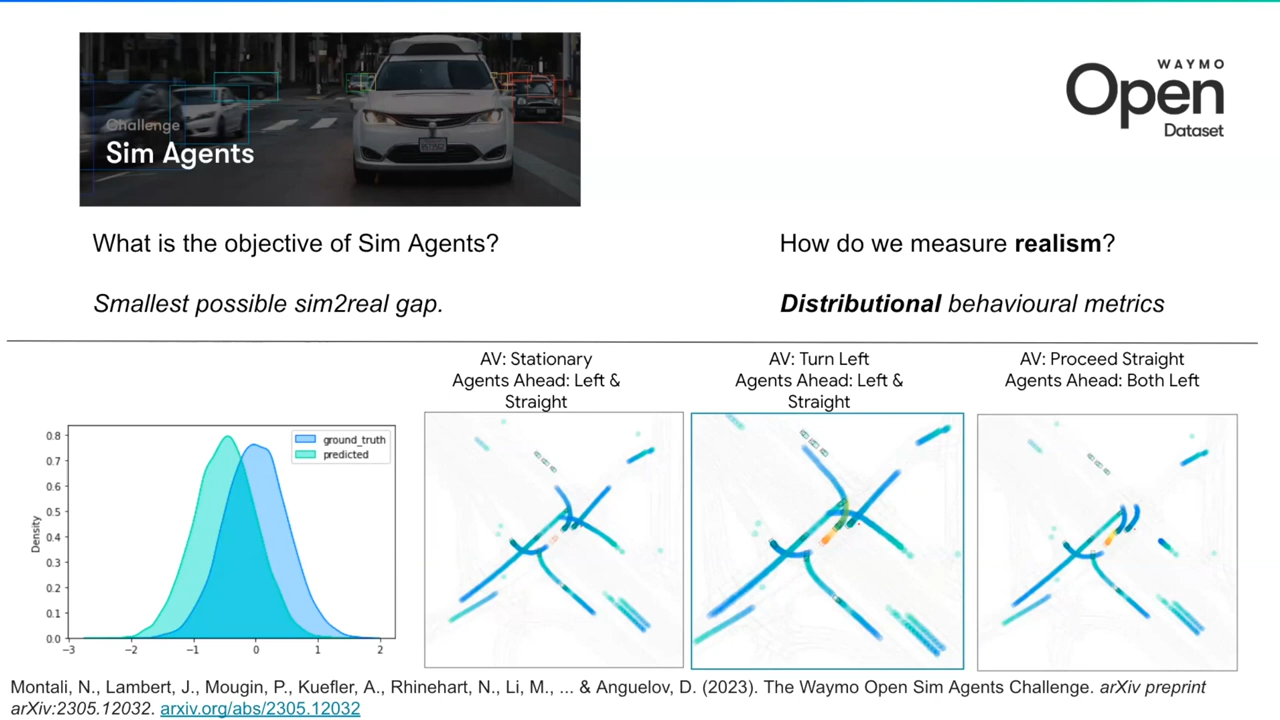 WAYMO
Open
Dataset
Challenge
Sim Agents
What is the objective of Sim Agents?
Smallest possible sim2real gap.
How do we measure realism?
Distributional behavioural metrics
AV: Stationary
Agents Ahead: Left &
Straight
AV: Turn Left
Agents Ahead: Left &
Straight
AV: Proceed Straight
Agents Ahead: Both Left
ground_truth
predicted
Density
0.8
0.7
0.6
0.5
0.4
0.3
0.2
0.1
0.0
−3 −2 −1 0 1 2
Montali, N., Lambert, J., Mougin, P., Kuefler, A., Rhinehart, N., Li, M., ... & Anguelov, D. (2023). The Waymo Open Sim Agents Challenge. arXiv preprint
arXiv:2305.12032. arxiv.org/abs/2305.12032